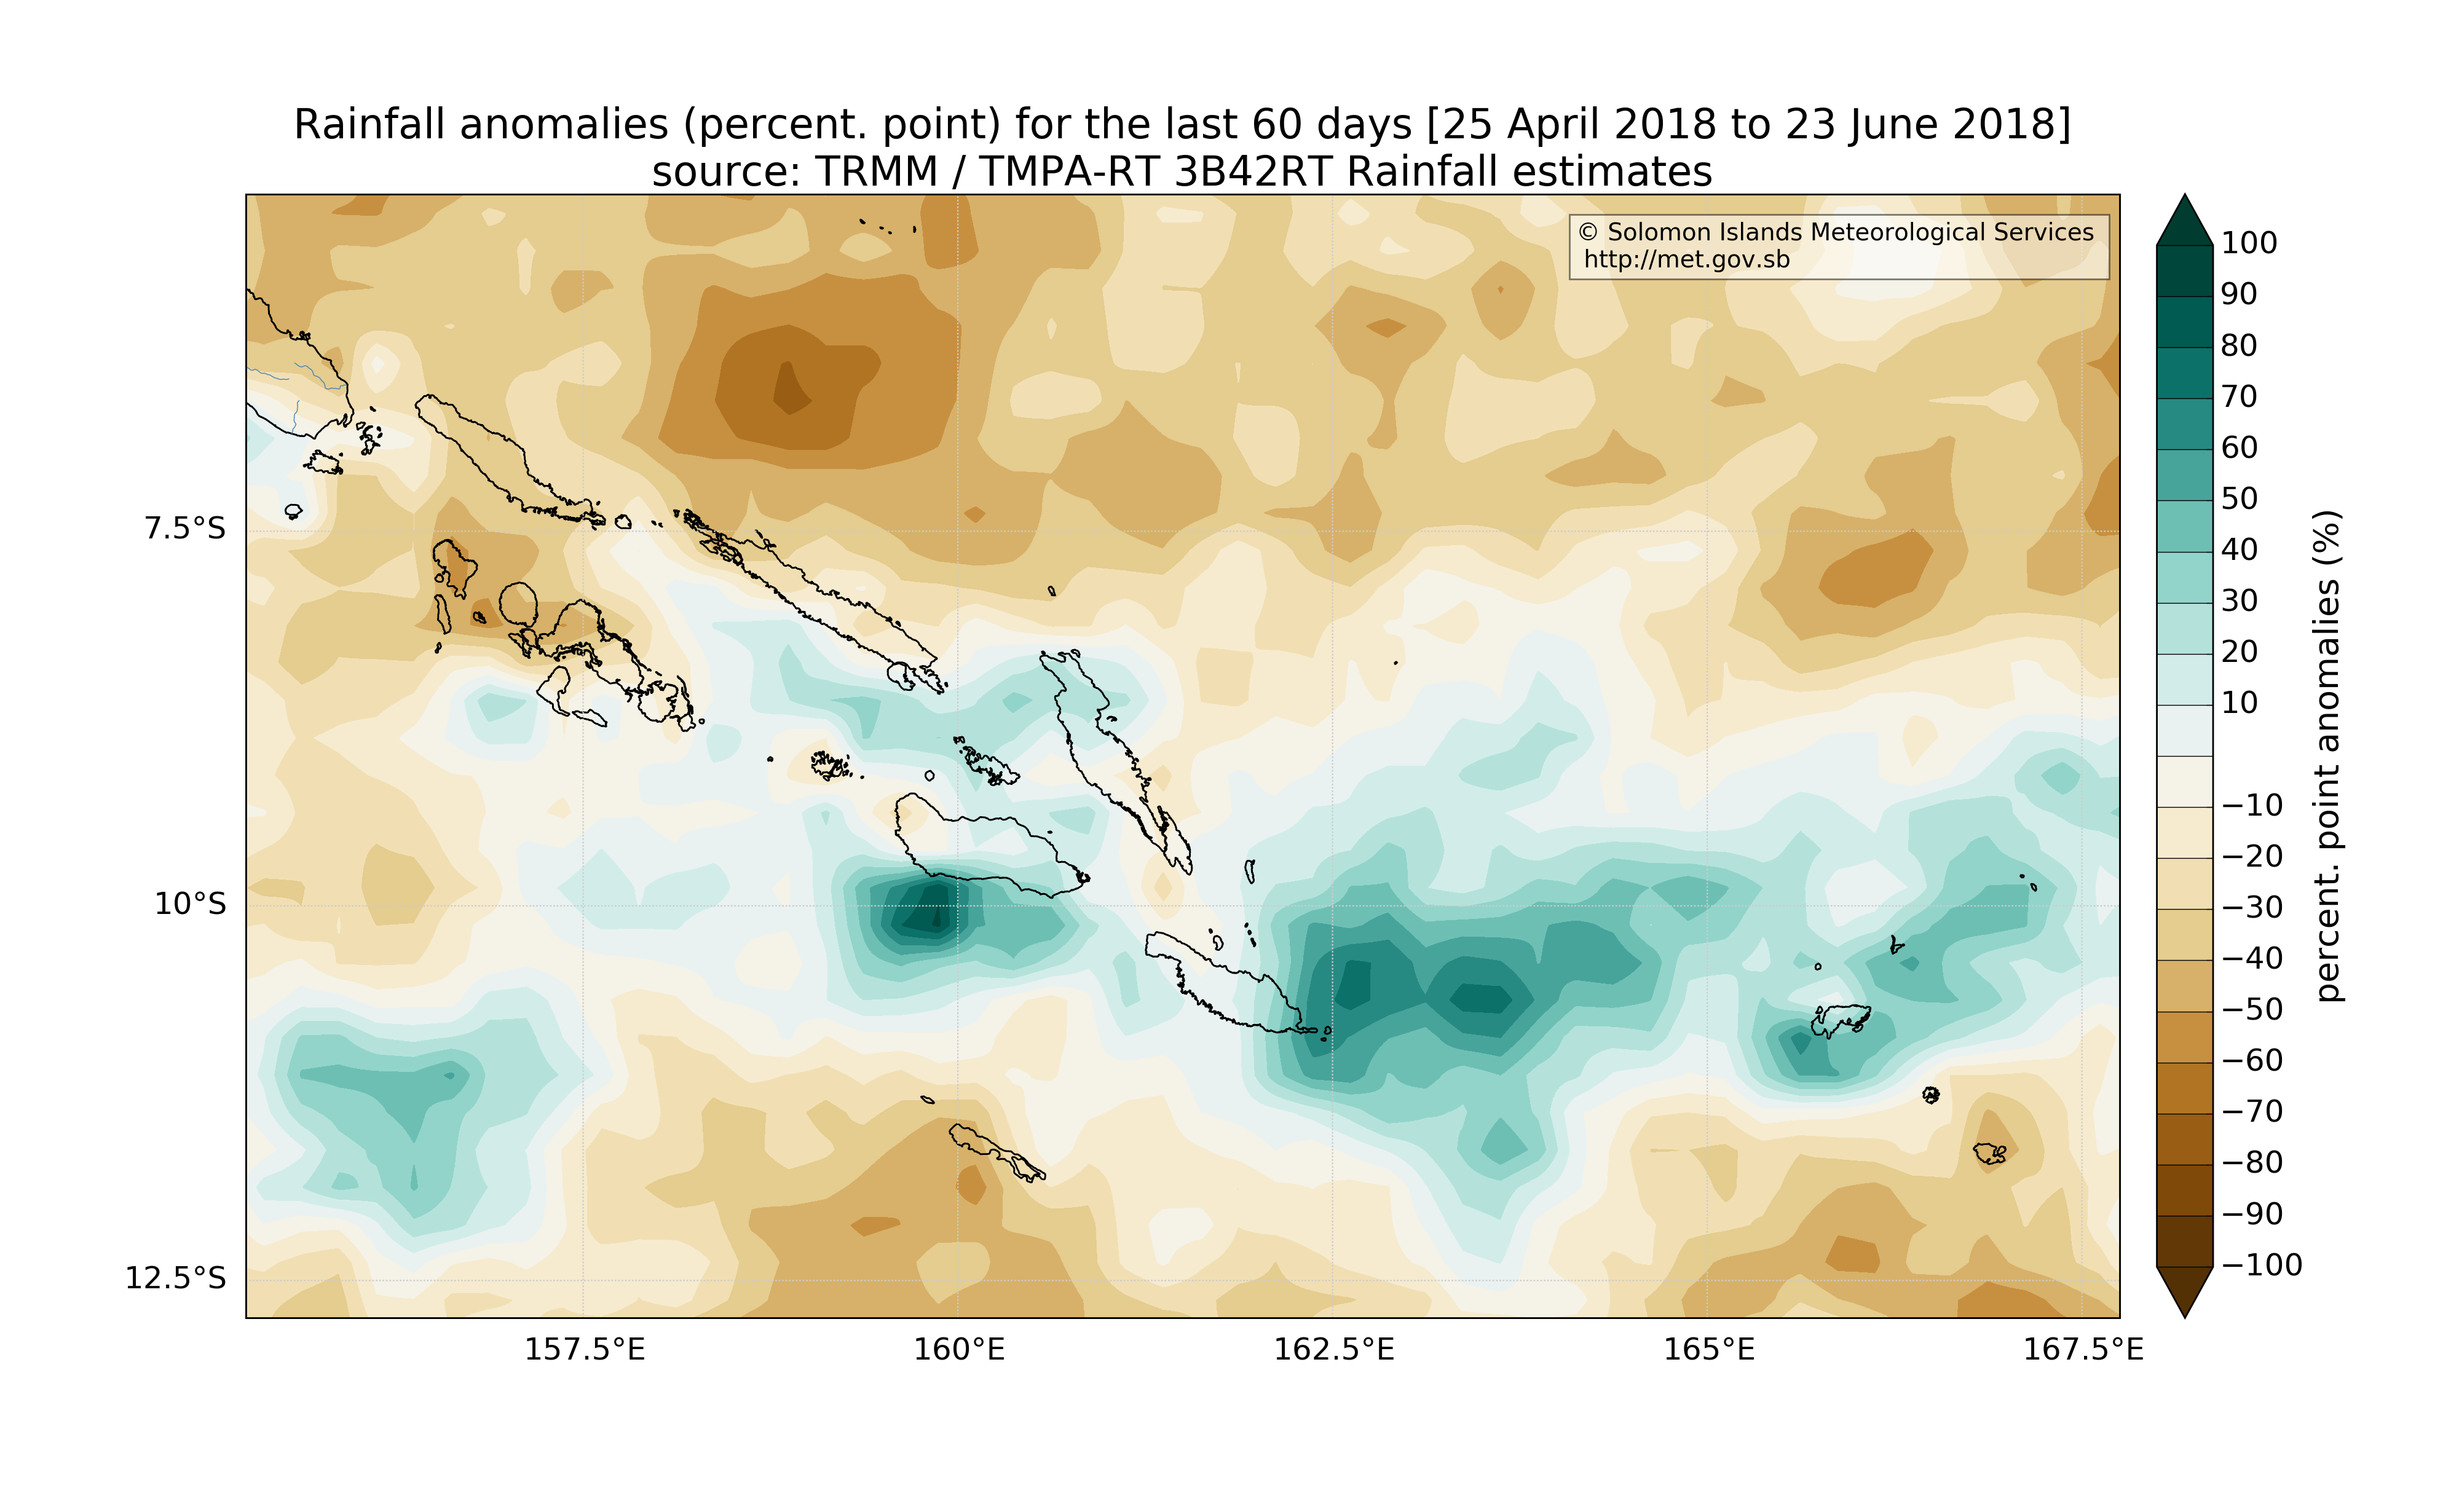 Rainfall anomalies (percent. point) for the last 60 days [25 April 2018 to 23 June 2018]
source: TRMM / TMPA-RT 3B42RT Rainfall estimates
© Solomon Islands Meteorological Services
http://met.gov.sb
7.5°S
10°S
12.5°S
157.5°E
160°E
162.5°E
165°E
167.5°E
100
90
80
70
60
50
40
30
20
10
−10
−20
−30
−40
−50
−60
−70
−80
−90
−100
percent. point anomalies (%)